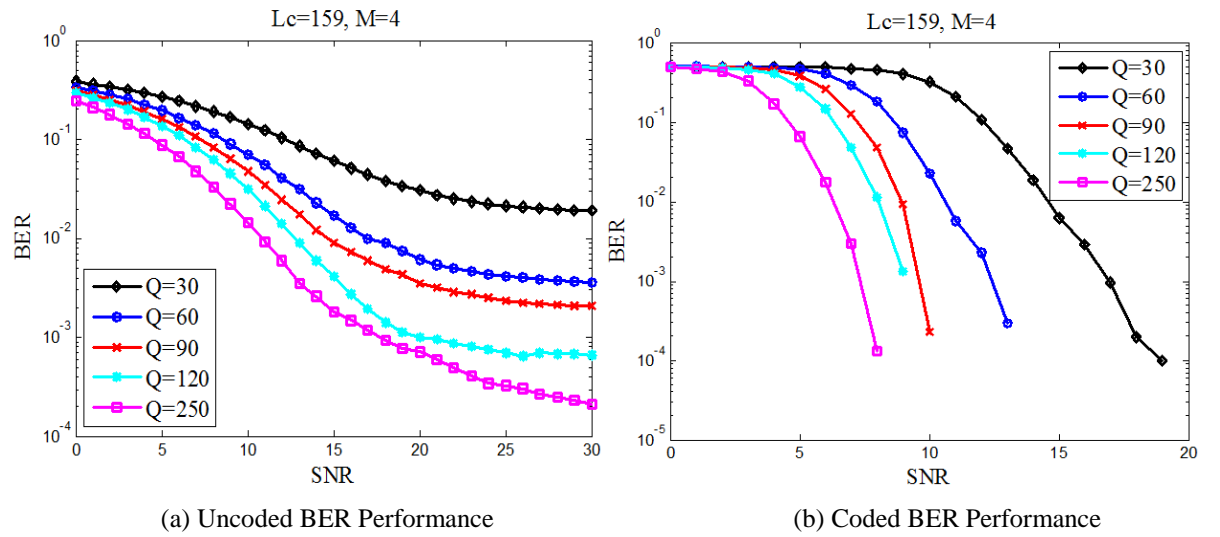 Lc=159, M=4
10^0
10^-1
10^-2
10^-3
10^-4
BER
0 5 10 15 20 25 30
SNR
Q=30
Q=60
Q=90
Q=120
Q=250
(a) Uncoded BER Performance
Lc=159, M=4
10^0
10^-1
10^-2
10^-3
10^-4
10^-5
BER
0 5 10 15 20
SNR
Q=30
Q=60
Q=90
Q=120
Q=250
(b) Coded BER Performance